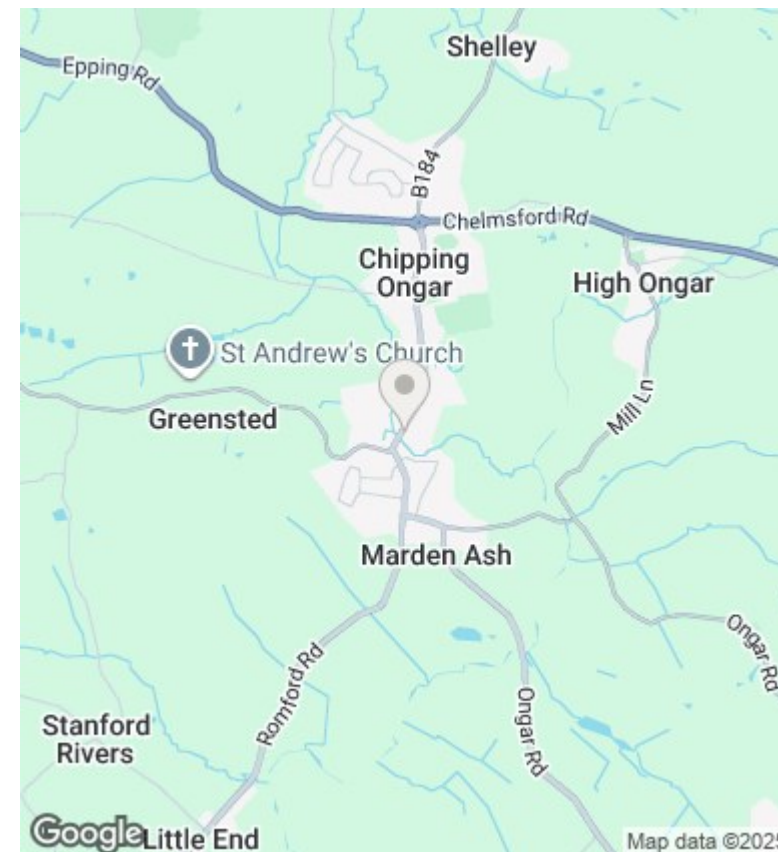 Shelley
Epping Rd
B184
Chelmsford Rd
Chipping
Ongar
High Ongar
St Andrew's Church
Greensted
Mill Ln
Marden Ash
Ongar Rd
Romford Rd
Ongar Rd
Stanford
Rivers
Little End
Google
Map data ©2025